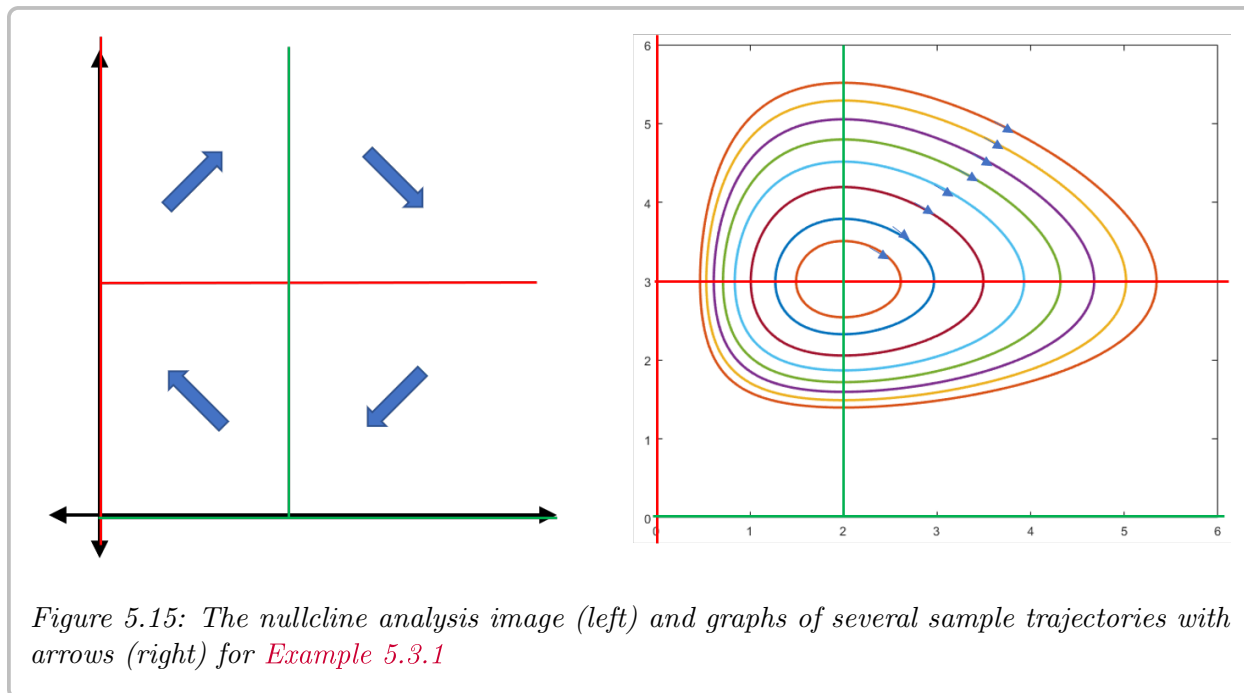 6
5
4
3
2
1
0
0 1 2 3 4 5 6
Figure 5.15: The nullcline analysis image (left) and graphs of several sample trajectories with
arrows (right) for Example 5.3.1